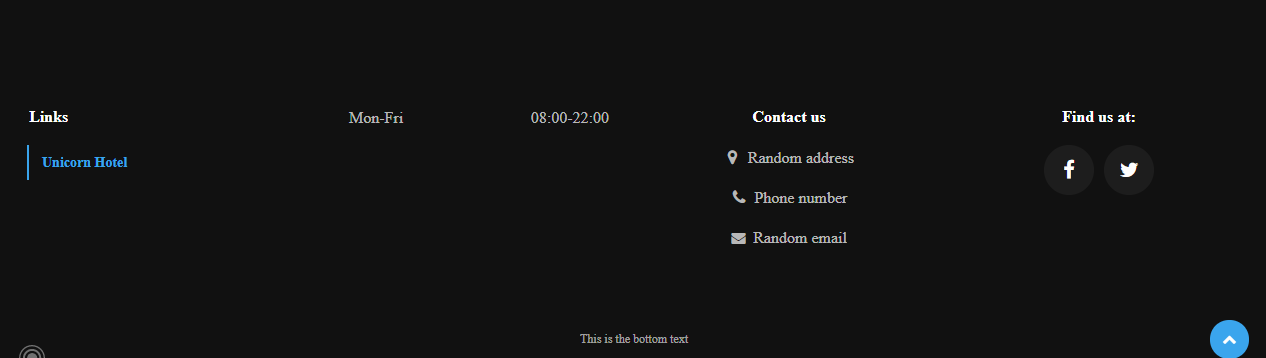 Links
Unicorn Hotel
Mon-Fri 08:00-22:00
Contact us
Random address
Phone number
Random email
Find us at:
This is the bottom text